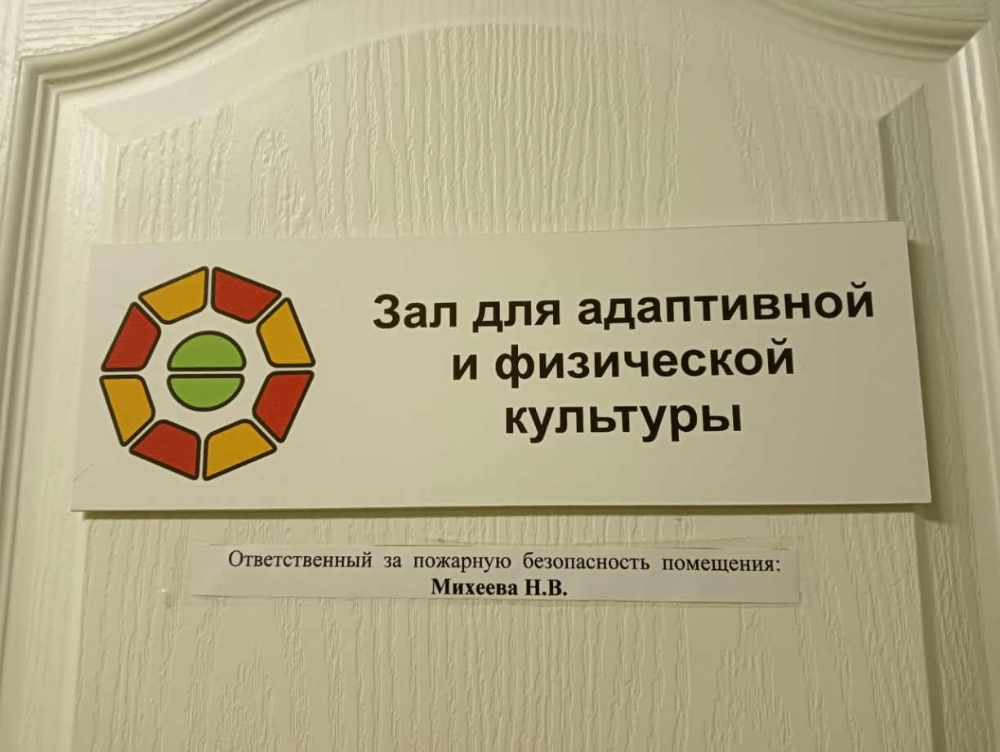 Зал для адаптивной
и физической
культуры
Ответственный за пожарную безопасность помещения:
Михеева Н.В.